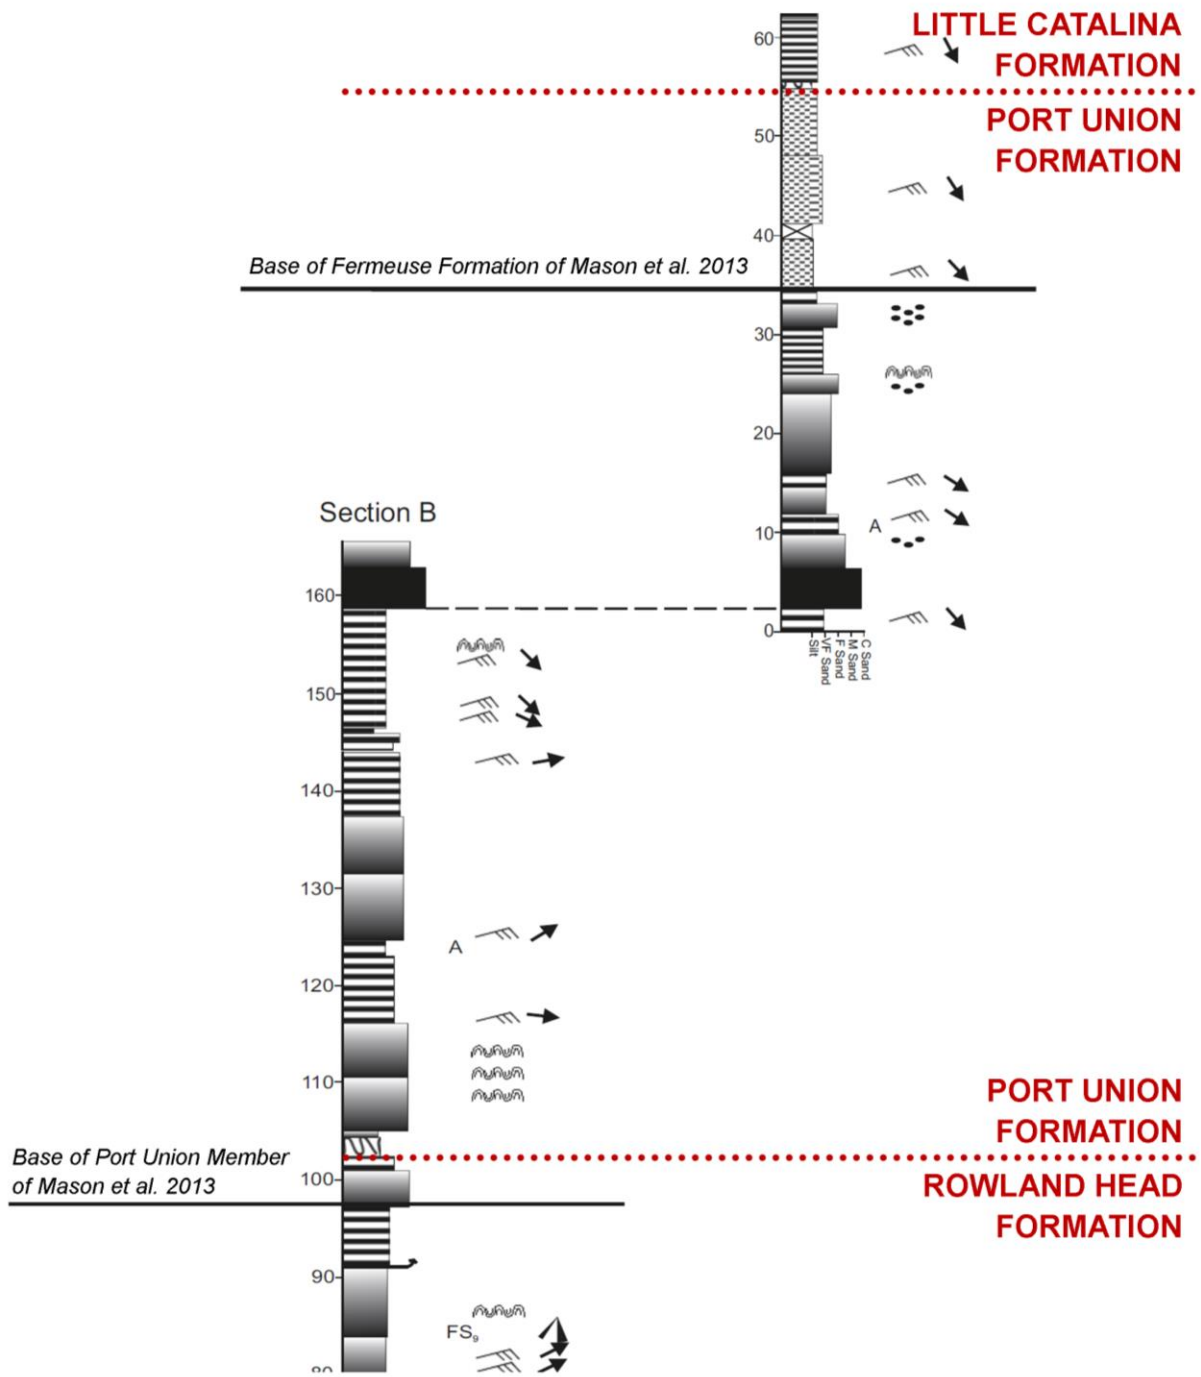 LITTLE CATALINA
FORMATION
60
PORT UNION
FORMATION
50
40
Base of Fermeuse Formation of Mason et al. 2013
30
20
A
10
0
Silt
VF Sand
F Sand
M Sand
C Sand
Section B
160
150
140
130
A
120
110
PORT UNION
FORMATION
Base of Port Union Member
of Mason et al. 2013
100
ROWLAND HEAD
FORMATION
90
FS₉
80